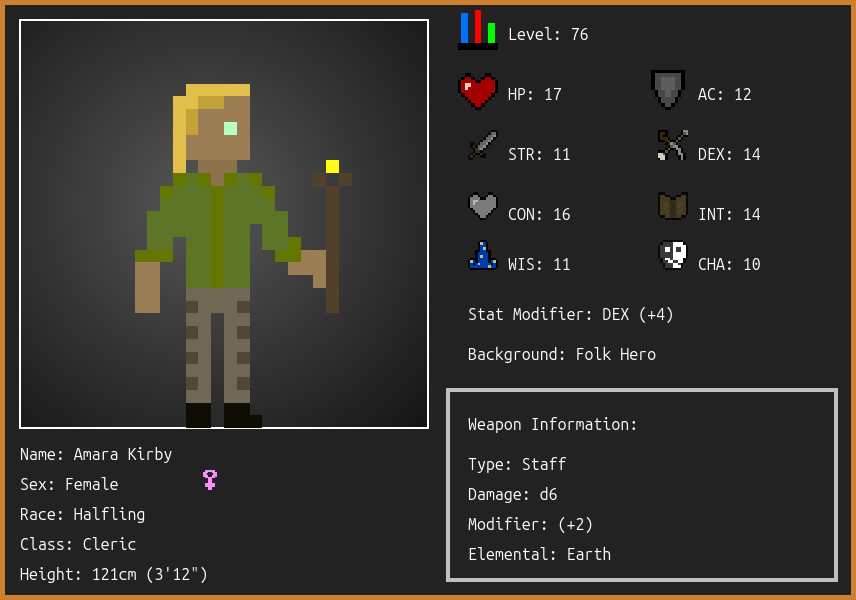 Level: 76
HP: 17
AC: 12
STR: 11
DEX: 14
CON: 16
INT: 14
WIS: 11
CHA: 10
Stat Modifier: DEX (+4)
Background: Folk Hero
Weapon Information:
Type: Staff
Damage: d6
Modifier: (+2)
Elemental: Earth
Name: Amara Kirby
Sex: Female
Race: Halfling
Class: Cleric
Height: 121cm (3'12")